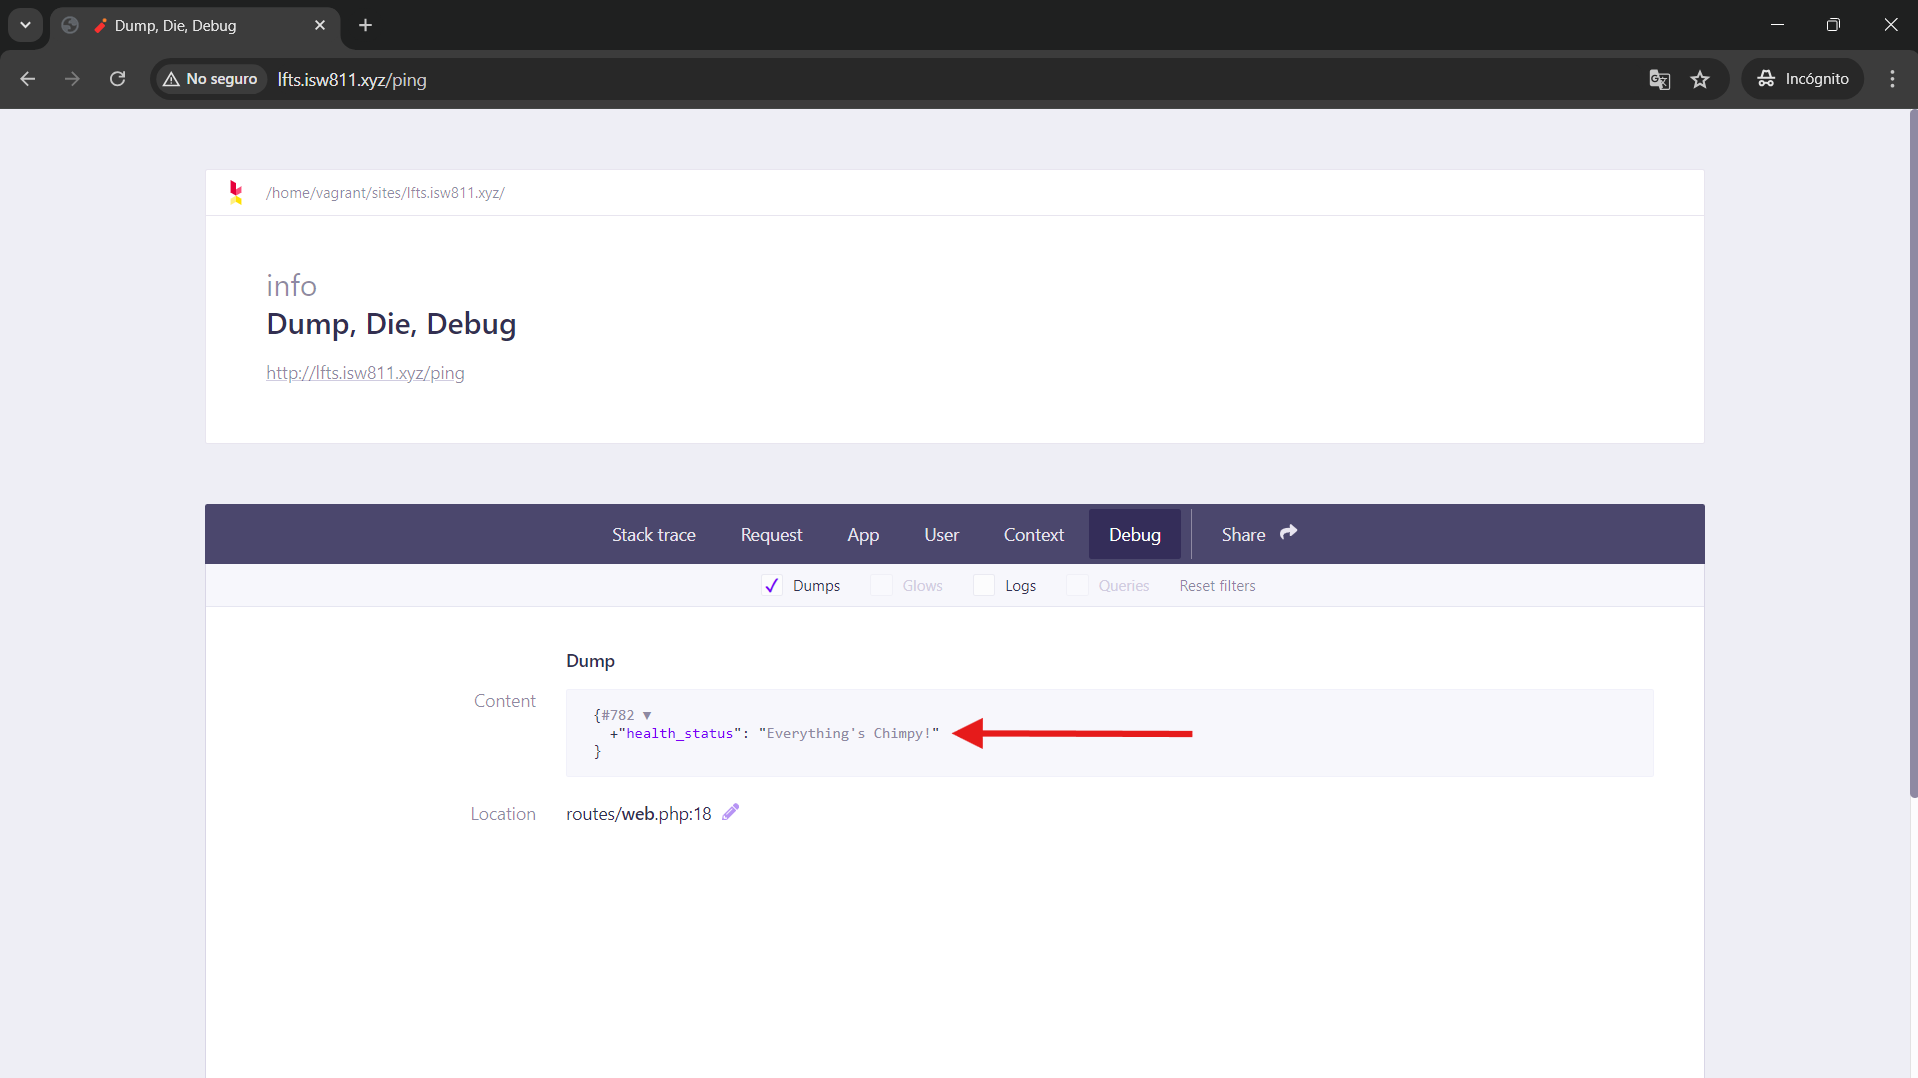 Dump, Die, Debug
No seguro
lfts.isw811.xyz/ping
Incógnito
/home/vagrant/sites/lfts.isw811.xyz/
info
Dump, Die, Debug
http://lfts.isw811.xyz/ping
Stack trace Request App User Context Debug Share
Dumps Glows Logs Queries Reset filters
Dump
Content
{#782 ▼
+"health_status": "Everything's Chimpy!"
}
Location routes/web.php:18